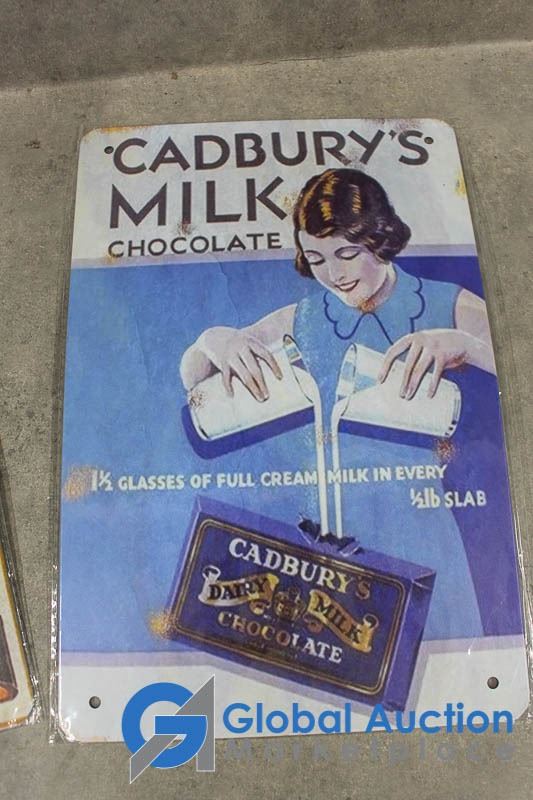 CADBURY'S
MILK
CHOCOLATE
1½ GLASSES OF FULL CREAM MILK IN EVERY
½lb SLAB
CADBURY'S
DAIRY MILK
CHOCOLATE
Global Auction
Marketplace